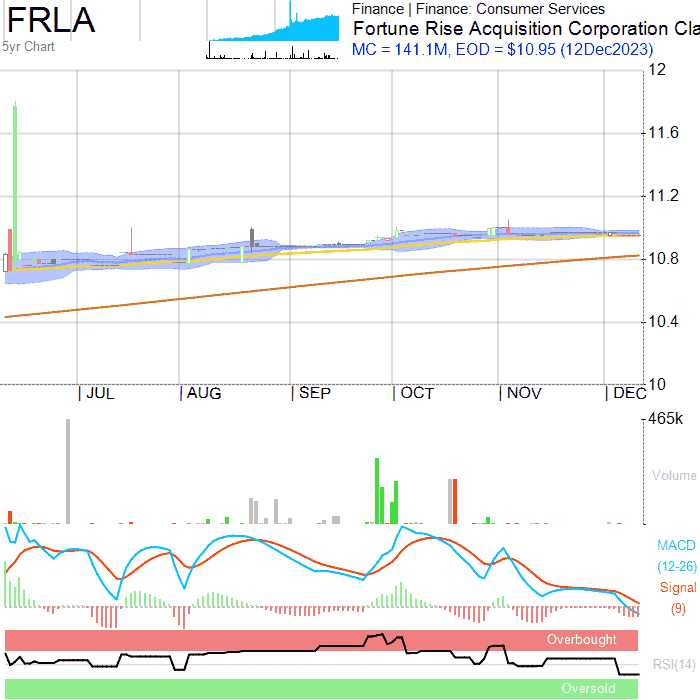 FRLA
5yr Chart
Finance | Finance: Consumer Services
Fortune Rise Acquisition Corporation Cla
MC = 141.1M, EOD = $10.95 (12Dec2023)
12
11.6
11.2
10.8
10.4
10
| JUL | AUG | SEP | OCT | NOV | DEC
465k
Volume
MACD
(12-26)
Signal
(9)
Overbought
RSI(14)
Oversold